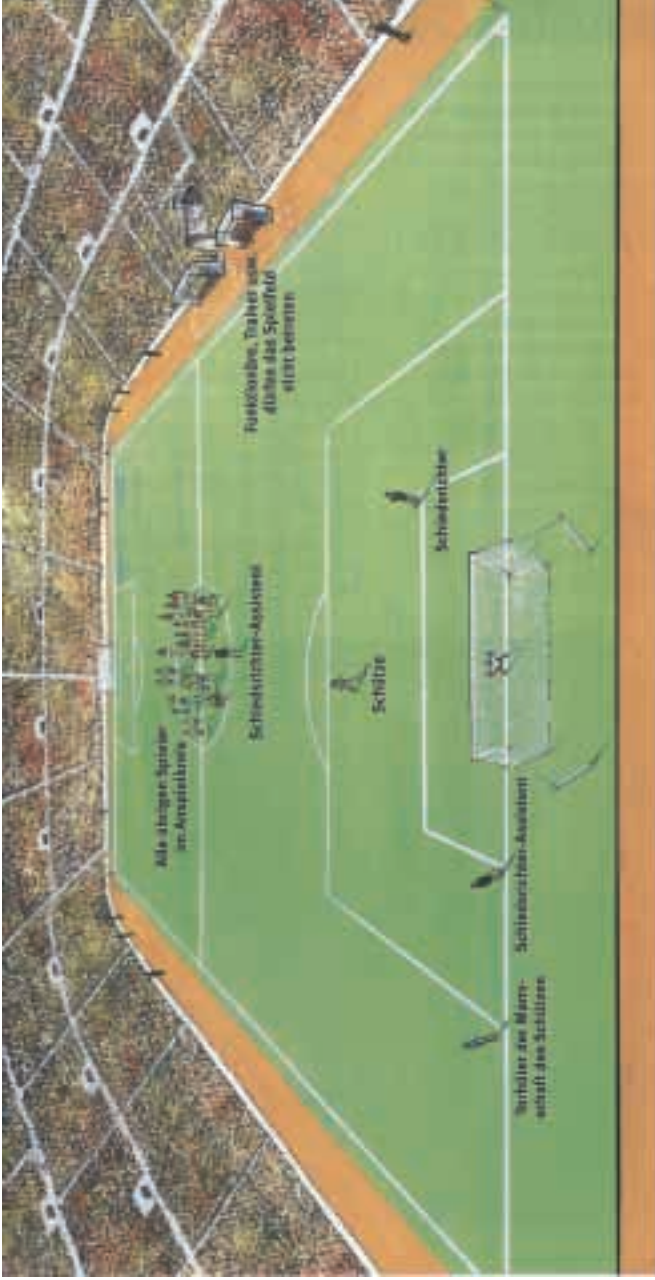 Alle übrigen Spieler
im Anspielkreis
Schiedsrichter-Assistent
Funktionäre, Trainer usw.
dürfen das Spielfeld
nicht betreten
Schütze
Schiedsrichter
Schiedsrichter-Assistent
Torhüter der Mann-
schaft des Schützen